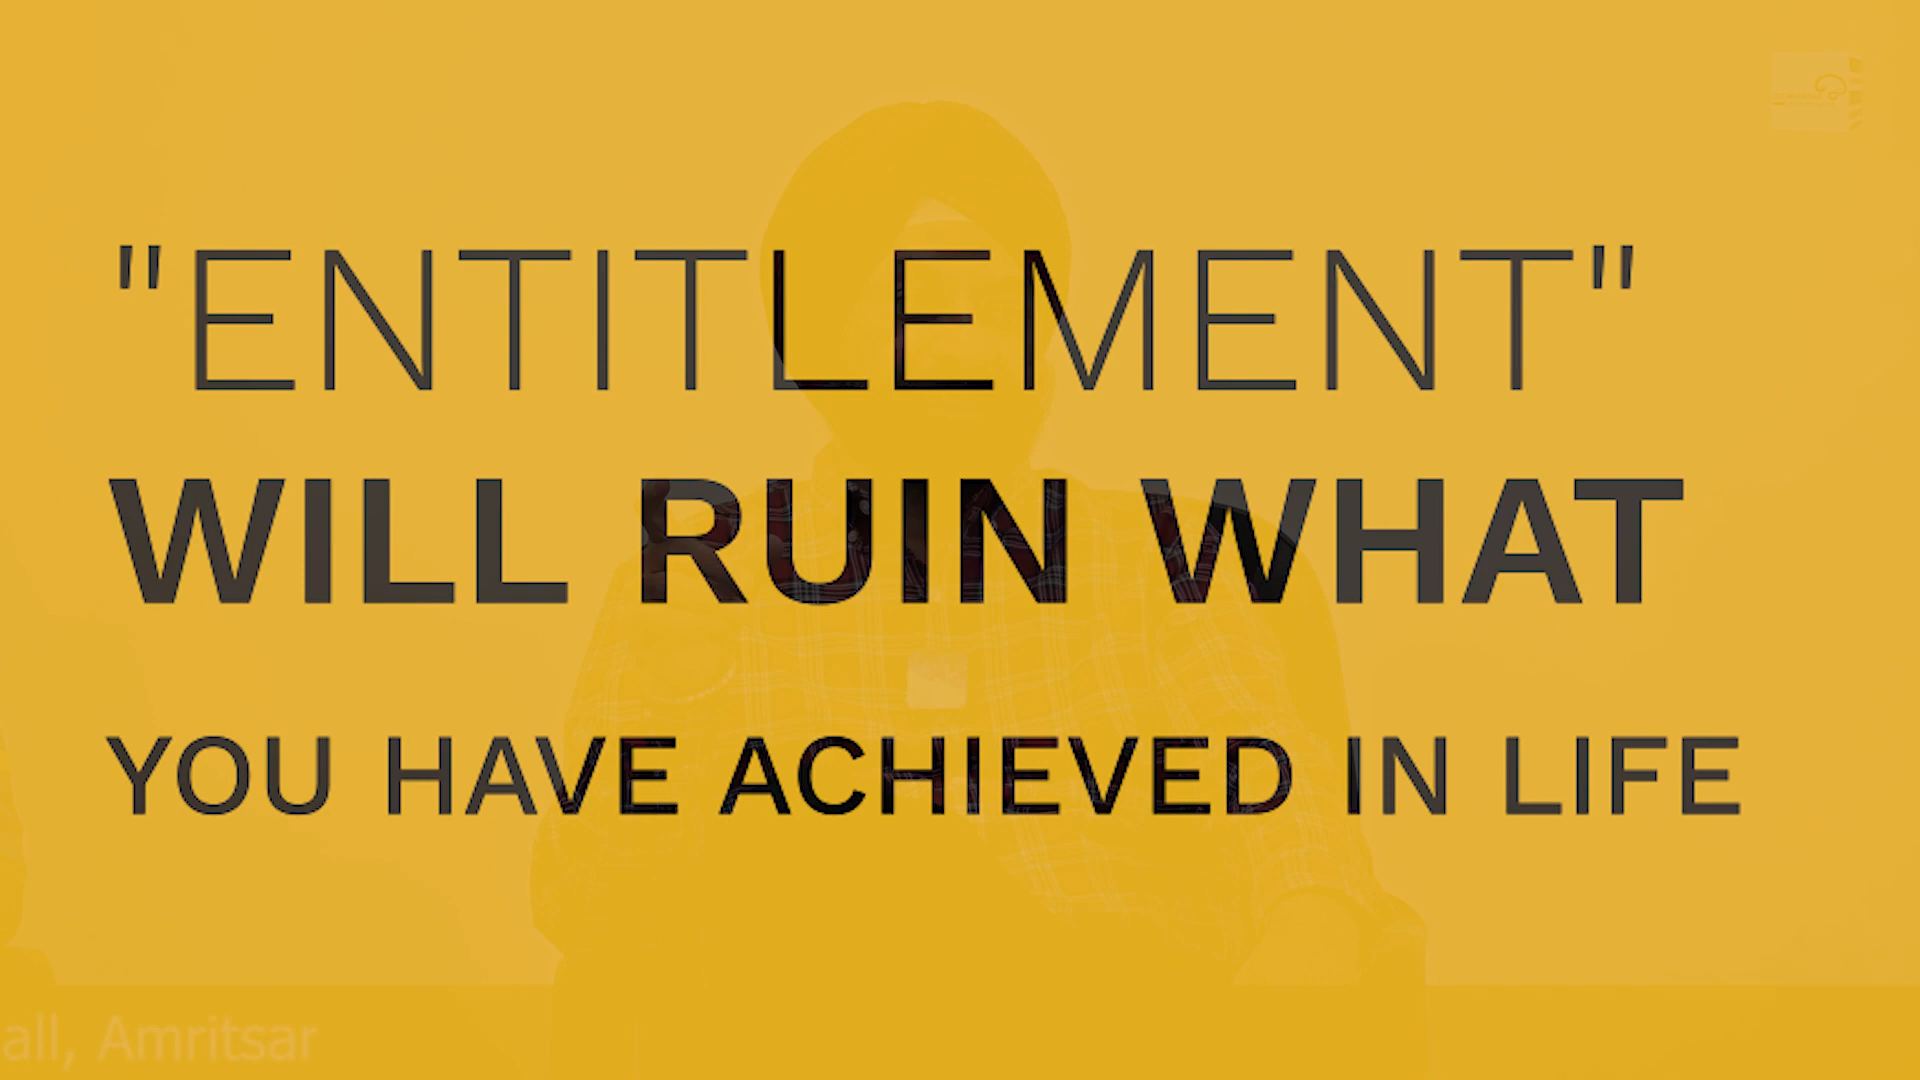 "ENTITLEMENT"
WILL RUIN WHAT
YOU HAVE ACHIEVED IN LIFE
all, Amritsar